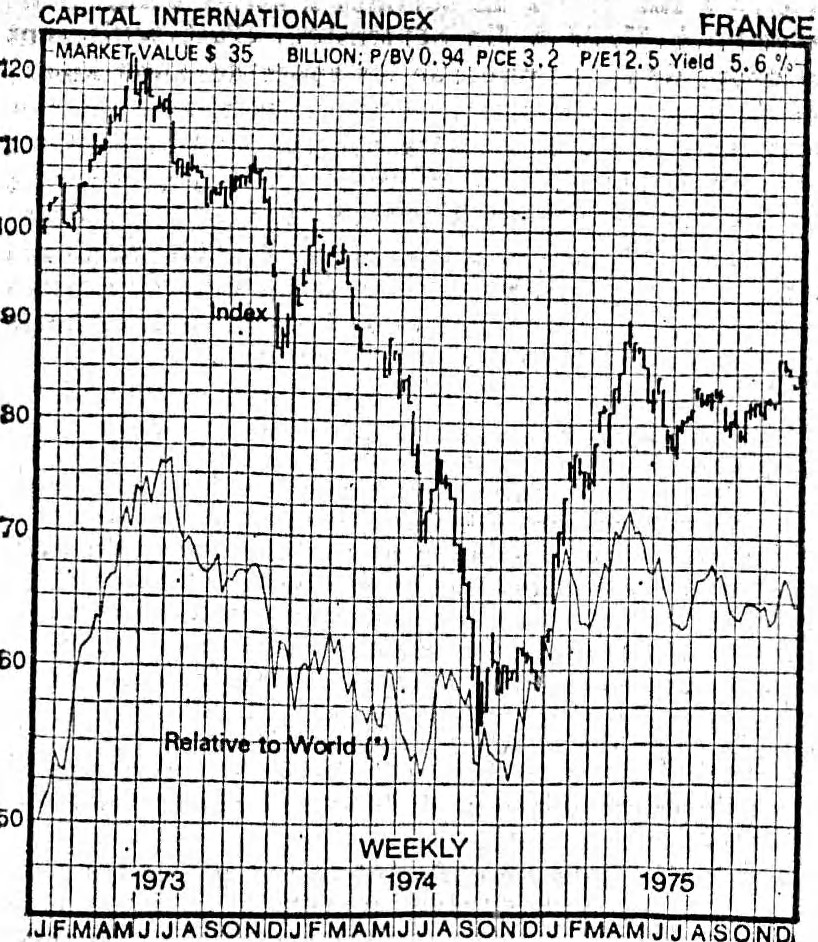 CAPITAL INTERNATIONAL INDEX FRANCE
MARKET VALUE $ 35 BILLION; P/BV 0.94 P/CE 3.2 P/E 12.5 Yield 5.6 %
120
110
100
90
80
70
60
50
Index
Relative to World (*)
WEEKLY
1973 1974 1975
J F M A M J J A S O N D J F M A M J J A S O N D J F M A M J J A S O N D